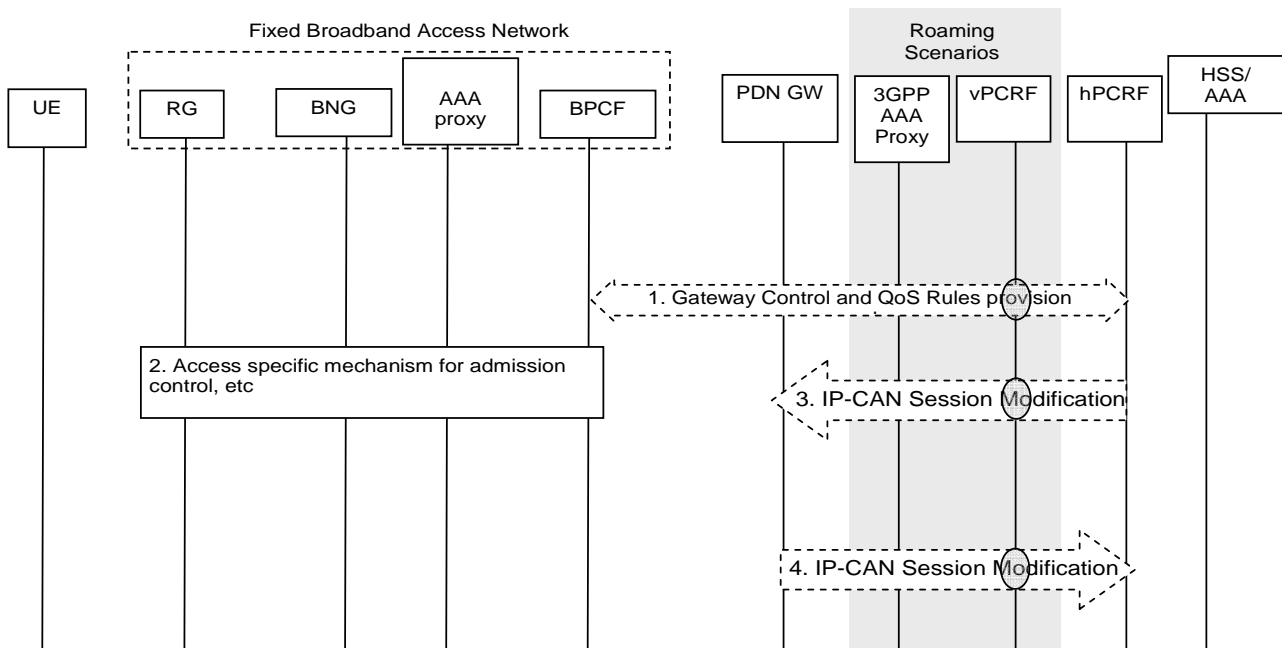 Fixed Broadband Access Network
Roaming
Scenarios
UE
RG
BNG
AAA
proxy
BPCF
PDN GW
3GPP
AAA
Proxy
vPCRF
hPCRF
HSS/
AAA
1. Gateway Control and QoS Rules provision
2. Access specific mechanism for admission
control, etc
3. IP-CAN Session Modification
4. IP-CAN Session Modification